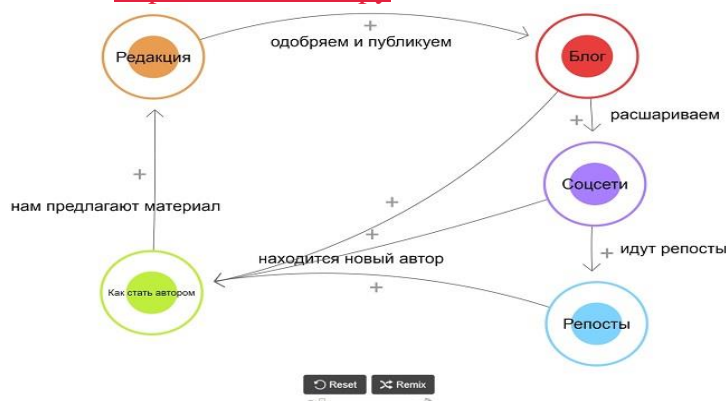 +
одобряем и публикуем
Редакция
Блог
+
расшариваем
+
нам предлагают материал
+
Соцсети
+
находится новый автор
+
идут репосты
Как стать автором
+
Репосты
Reset
Remix